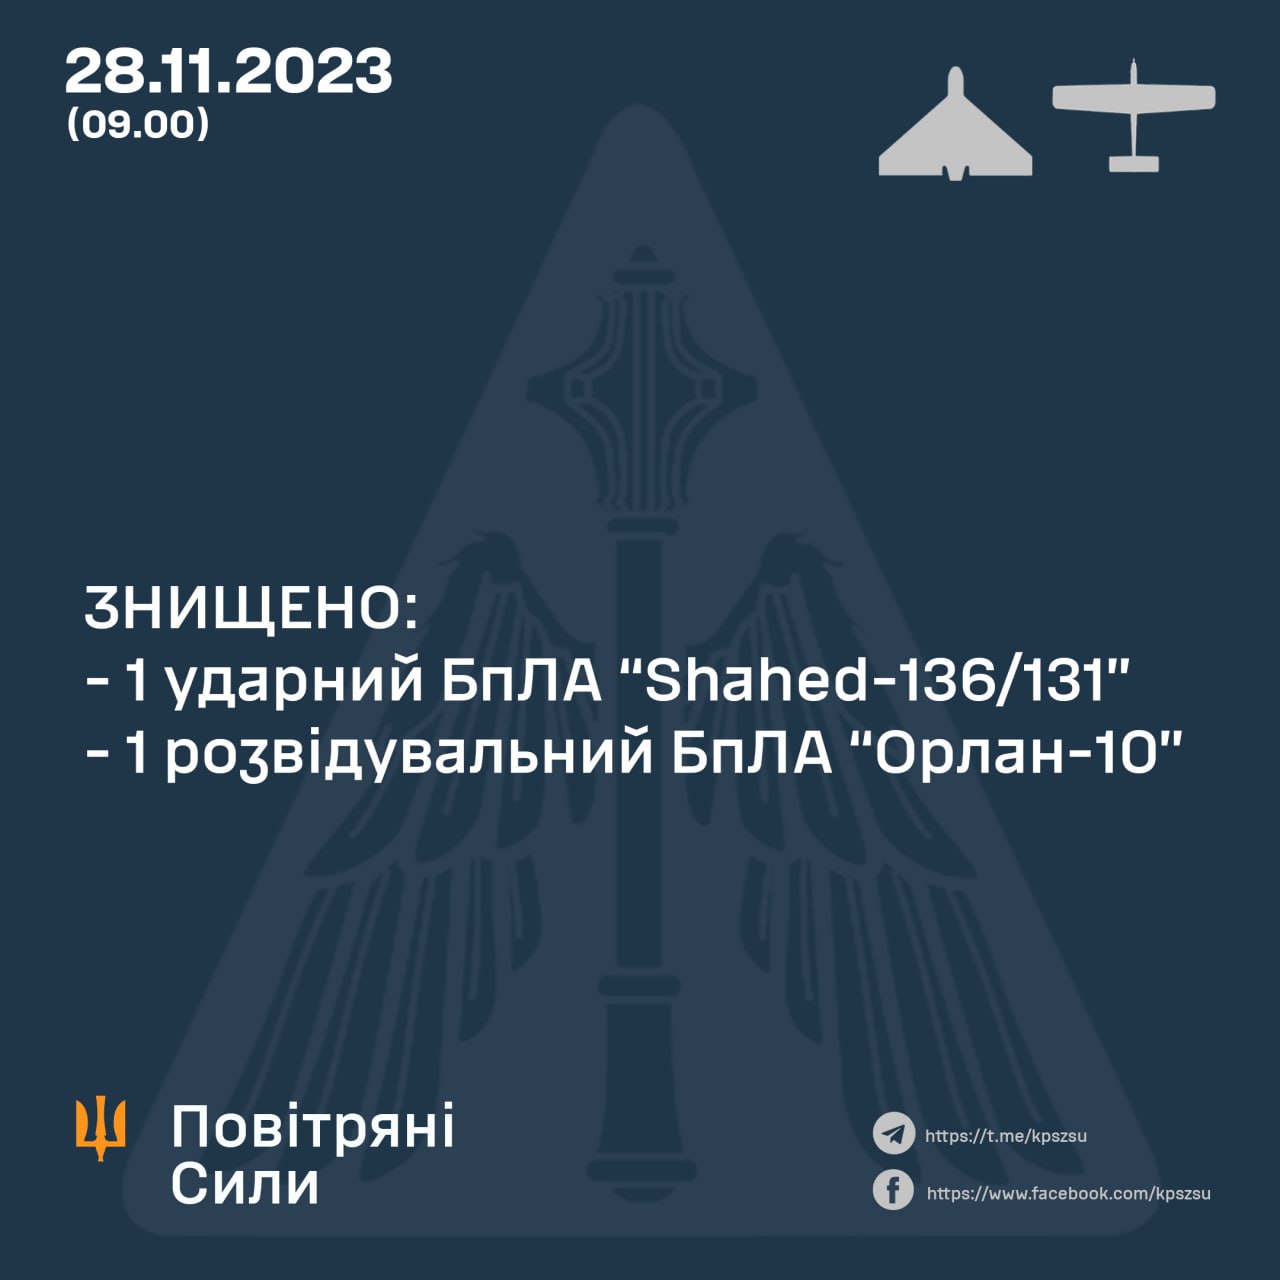 28.11.2023
(09.00)
ЗНИЩЕНО:
- 1 ударний БпЛА “Shahed-136/131”
- 1 розвідувальний БпЛА “Орлан-10”
Повітряні
Сили
https://t.me/kpszsu
https://www.facebook.com/kpszsu